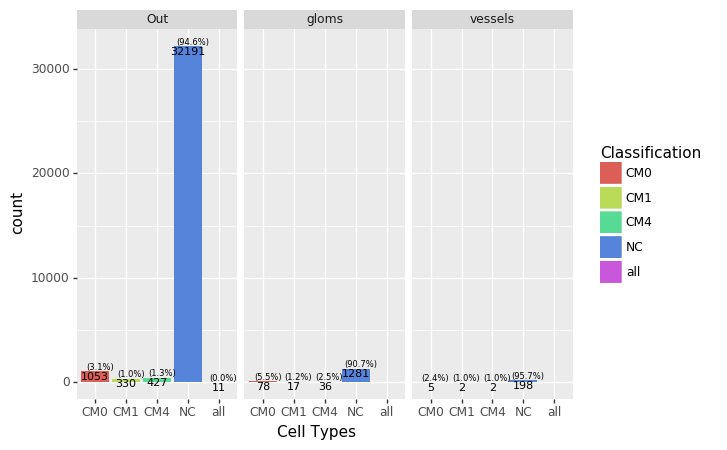 Out
gloms
vessels
(94.6%)
32191
30000
20000
10000
0
count
(3.1%)
1053
(1.0%)
330
(1.3%)
427
(0.0%)
11
(5.5%)
78
(1.2%)
17
(2.5%)
36
(90.7%)
1281
(2.4%)
5
(1.0%)
2
(1.0%)
2
(95.7%)
198
CM0 CM1 CM4 NC all
CM0 CM1 CM4 NC all
CM0 CM1 CM4 NC all
Cell Types
Classification
CM0
CM1
CM4
NC
all